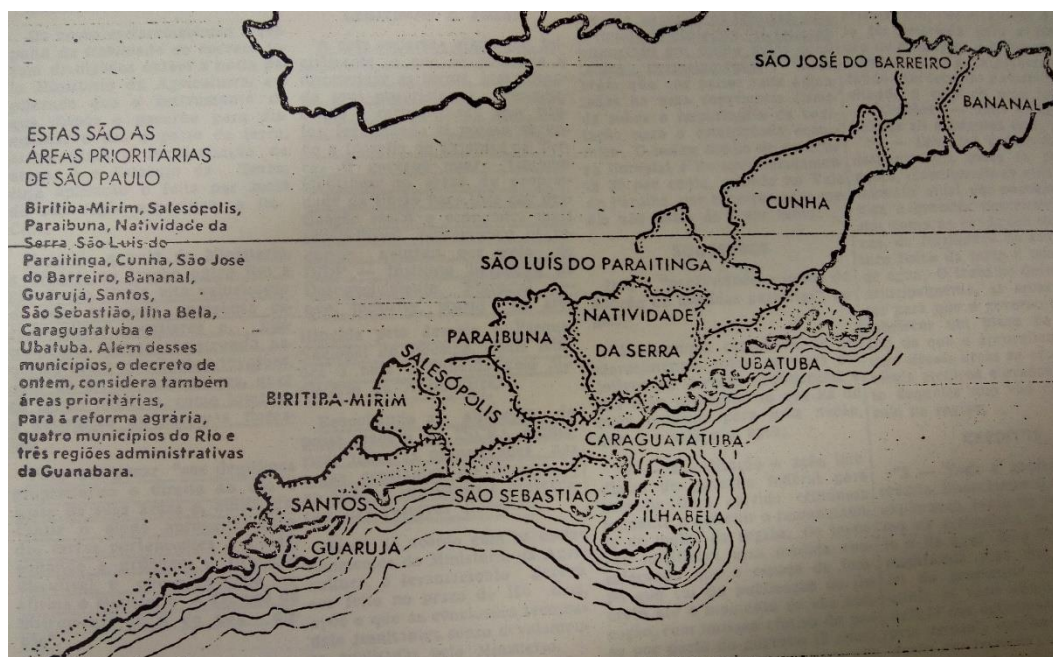 SÃO JOSÉ DO BARREIRO
BANANAL
ESTAS SÃO AS
ÁREAS PRIORITÁRIAS
DE SÃO PAULO
Biritiba-Mirim, Salesópolis,
Paraibuna, Natividade da
Serra, São Luis do
Paraitinga, Cunha, São José
do Barreiro, Bananal,
Guarujá, Santos,
São Sebastião, Ilha Bela,
Caraguatatuba e
Ubatuba. Além desses
municípios, o decreto de
ontem, considera também
áreas prioritárias,
para a reforma agrária,
quatro municípios do Rio e
três regiões administrativas
da Guanabara.
CUNHA
SÃO LUÍS DO PARAITINGA
NATIVIDADE
DA SERRA
PARAIBUNA
UBATUBA
SALESÓPOLIS
BIRITIBA-MIRIM
CARAGUATATUBA
SÃO SEBASTIÃO
SANTOS
ILHABELA
GUARUJÁ